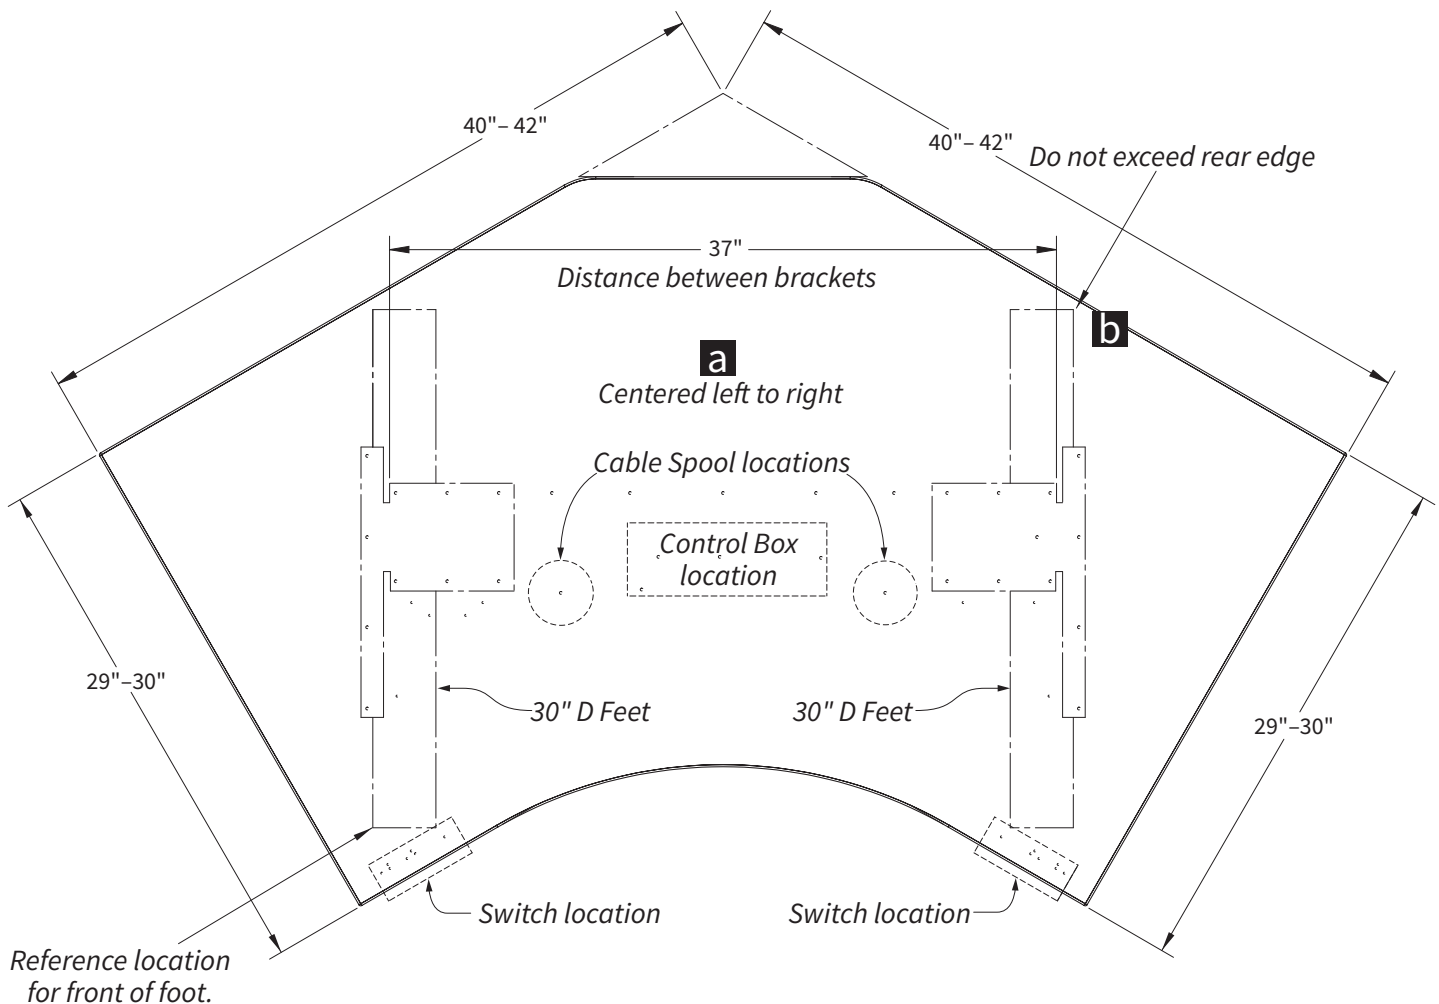 40"– 42"
40"– 42"
Do not exceed rear edge
37"
Distance between brackets
b
a
Centered left to right
Cable Spool locations
Control Box
location
29"–30"
30" D Feet
30" D Feet
29"–30"
Switch location
Switch location
Reference location
for front of foot.